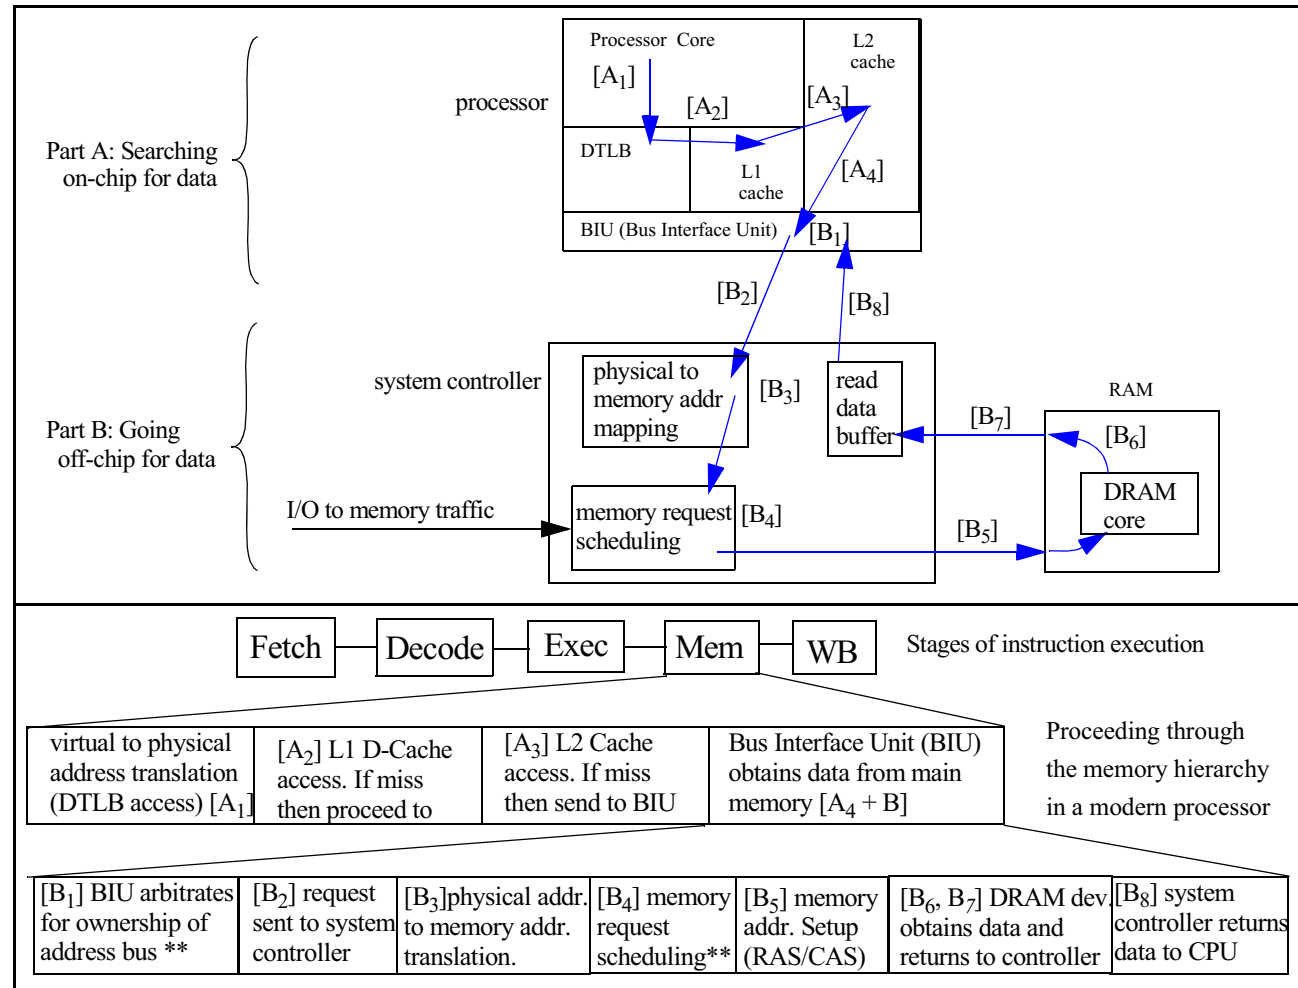 Processor Core
L2
cache
[A1]
processor
[A2]
[A3]
Part A: Searching
on-chip for data
DTLB
L1
cache
[A4]
BIU (Bus Interface Unit)
[B1]
[B2]
[B8]
system controller
physical to
memory addr
mapping
[B3]
read
data
buffer
RAM
Part B: Going
off-chip for data
[B7]
[B6]
DRAM
core
I/O to memory traffic
memory request
scheduling
[B4]
[B5]
Fetch
Decode
Exec
Mem
WB
Stages of instruction execution
virtual to physical
address translation
(DTLB access) [A1]
[A2] L1 D-Cache
access. If miss
then proceed to
[A3] L2 Cache
access. If miss
then send to BIU
Bus Interface Unit (BIU)
obtains data from main
memory [A4 + B]
Proceeding through
the memory hierarchy
in a modern processor
[B1] BIU arbitrates
for ownership of
address bus **
[B2] request
sent to system
controller
[B3]physical addr.
to memory addr.
translation.
[B4] memory
request
scheduling**
[B5] memory
addr. Setup
(RAS/CAS)
[B6, B7] DRAM dev.
obtains data and
returns to controller
[B8] system
controller returns
data to CPU